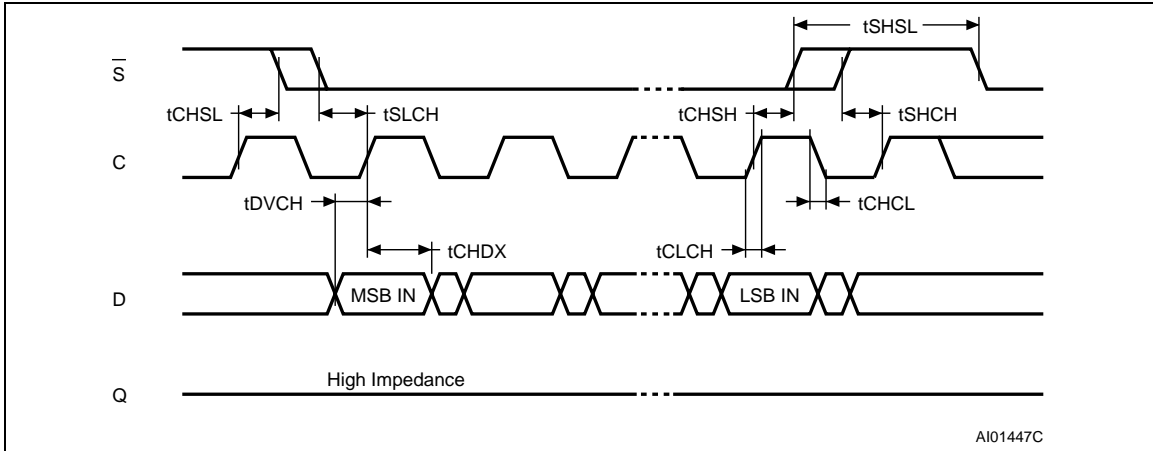 tSHSL
S
tCHSL
tSLCH
tCHSH
tSHCH
C
tDVCH
tCHCL
tCHDX
tCLCH
D
MSB IN
LSB IN
High Impedance
Q
AI01447C